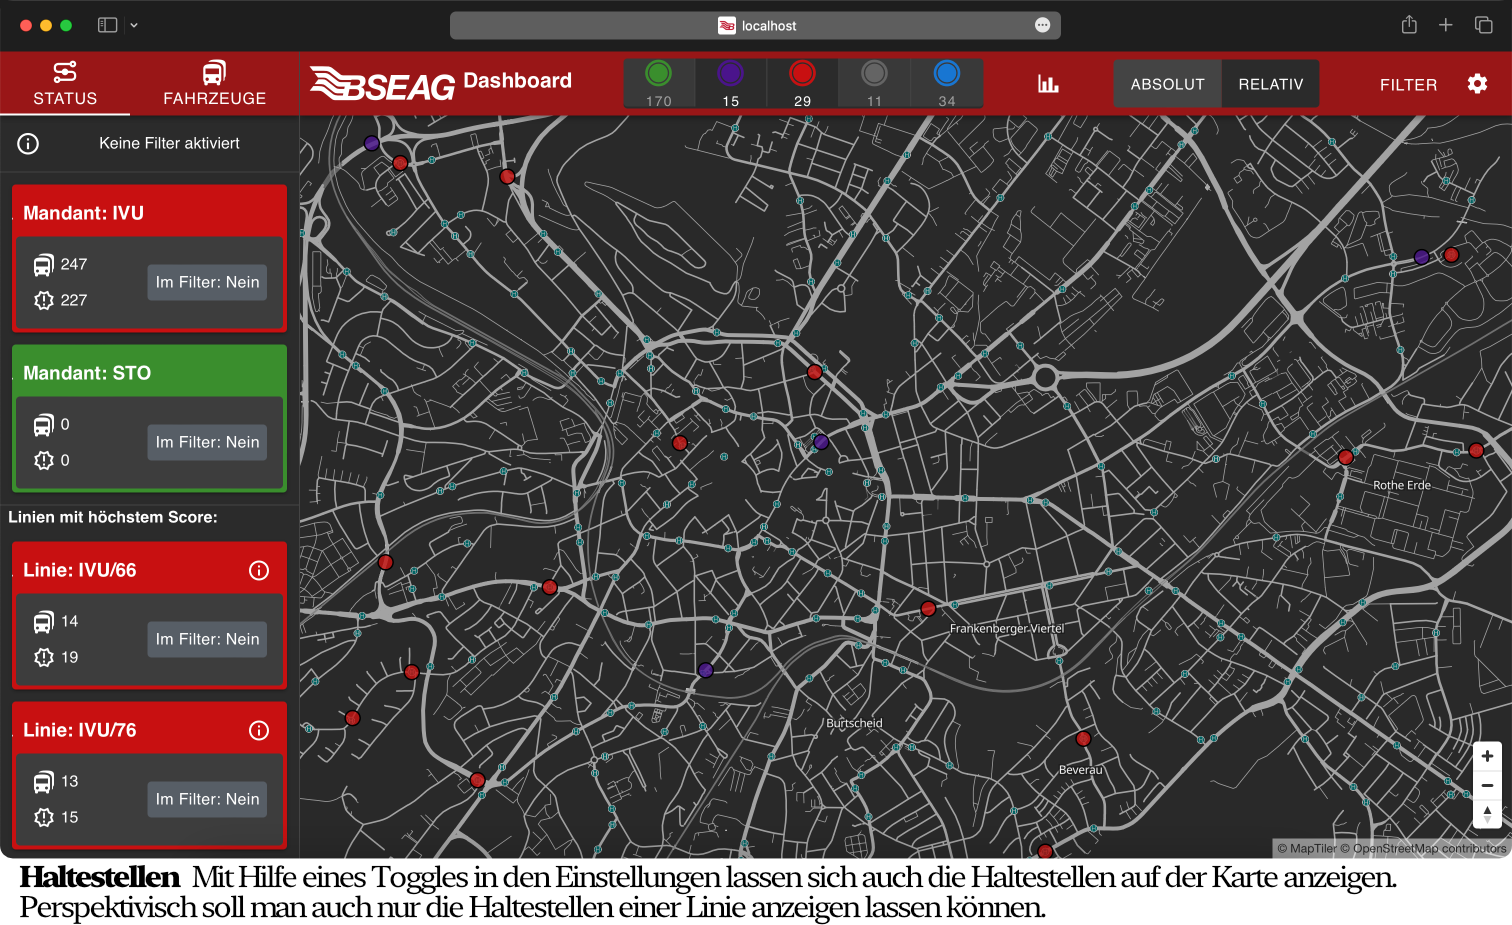 localhost
STATUS
FAHRZEUGE
BSEAG Dashboard
170
15
29
11
34
ABSOLUT
RELATIV
FILTER
Keine Filter aktiviert
Mandant: IVU
247
227
Im Filter: Nein
Mandant: STO
0
0
Im Filter: Nein
Linien mit höchstem Score:
Linie: IVU/66
14
19
Im Filter: Nein
Linie: IVU/76
13
15
Im Filter: Nein
Rothe Erde
Frankenberger Viertel
Burtscheid
Beverau
© MapTiler © OpenStreetMap contributors
Haltestellen Mit Hilfe eines Toggles in den Einstellungen lassen sich auch die Haltestellen auf der Karte anzeigen.
Perspektivisch soll man auch nur die Haltestellen einer Linie anzeigen lassen können.